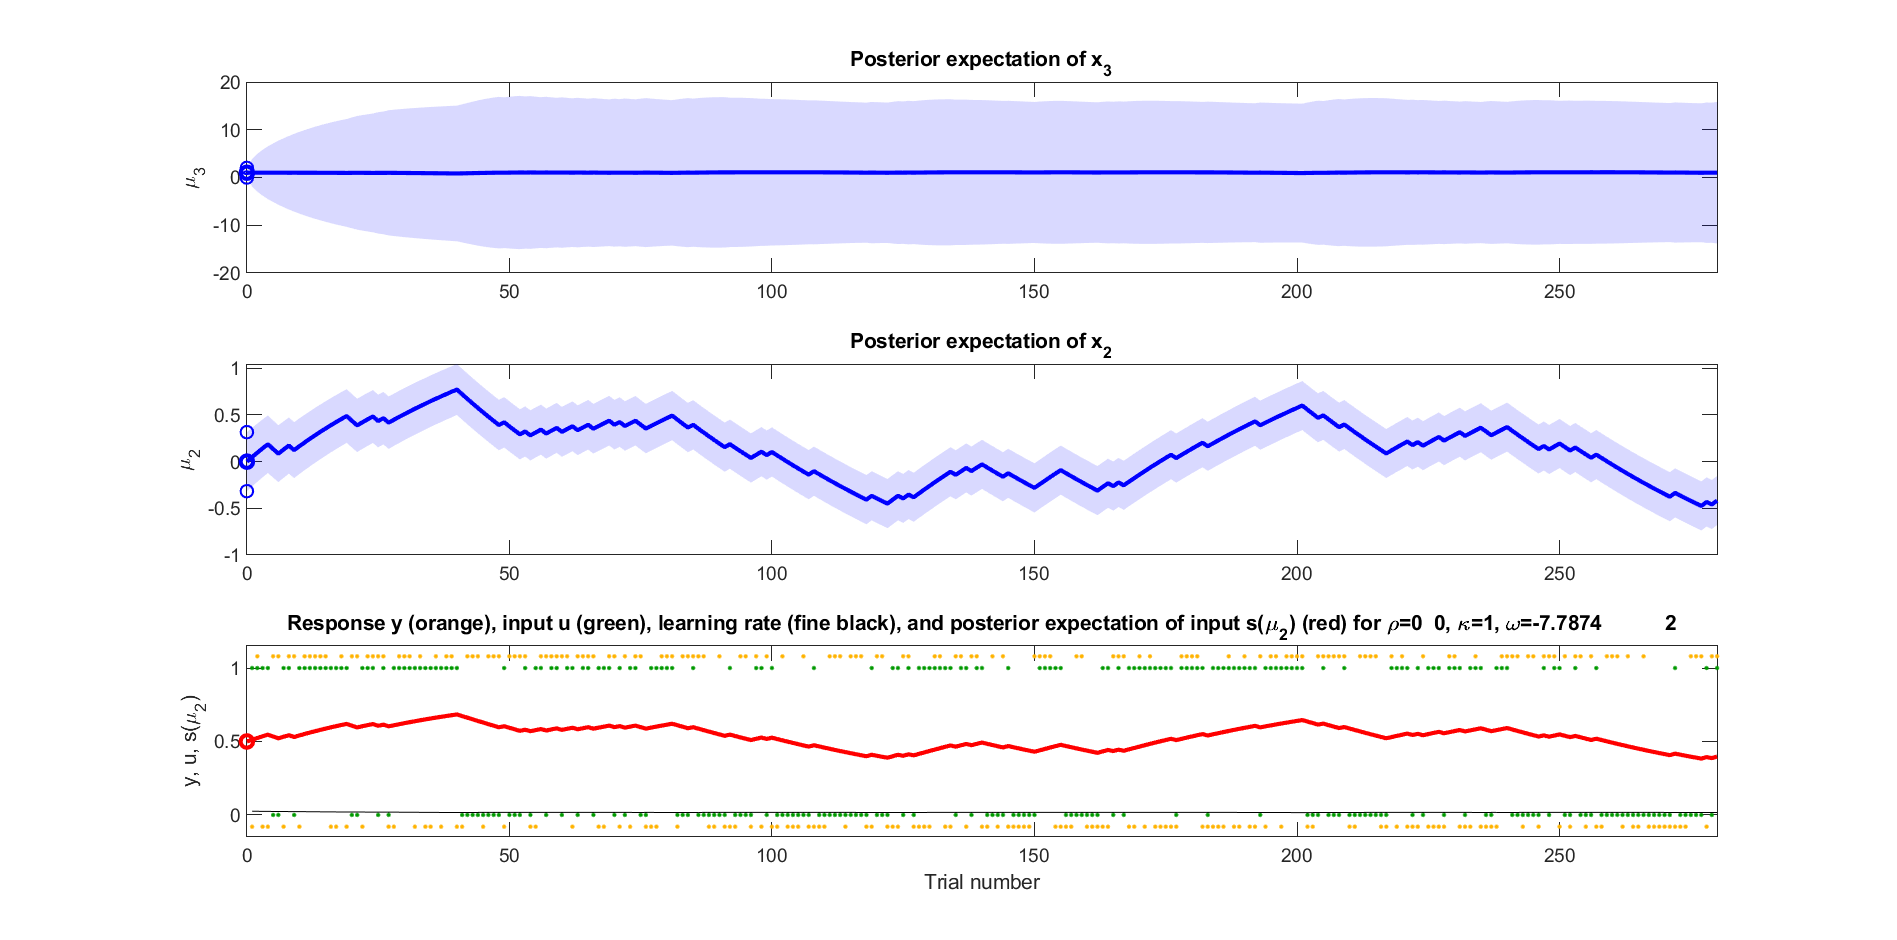 Posterior expectation of x3
20
10
0
-10
-20
μ3
0 50 100 150 200 250
Posterior expectation of x2
1
0.5
0
-0.5
-1
μ2
0 50 100 150 200 250
Response y (orange), input u (green), learning rate (fine black), and posterior expectation of input s(μ2) (red) for ρ=0 0, κ=1, ω=-7.7874 2
1
0.5
0
y, u, s(μ2)
0 50 100 150 200 250
Trial number